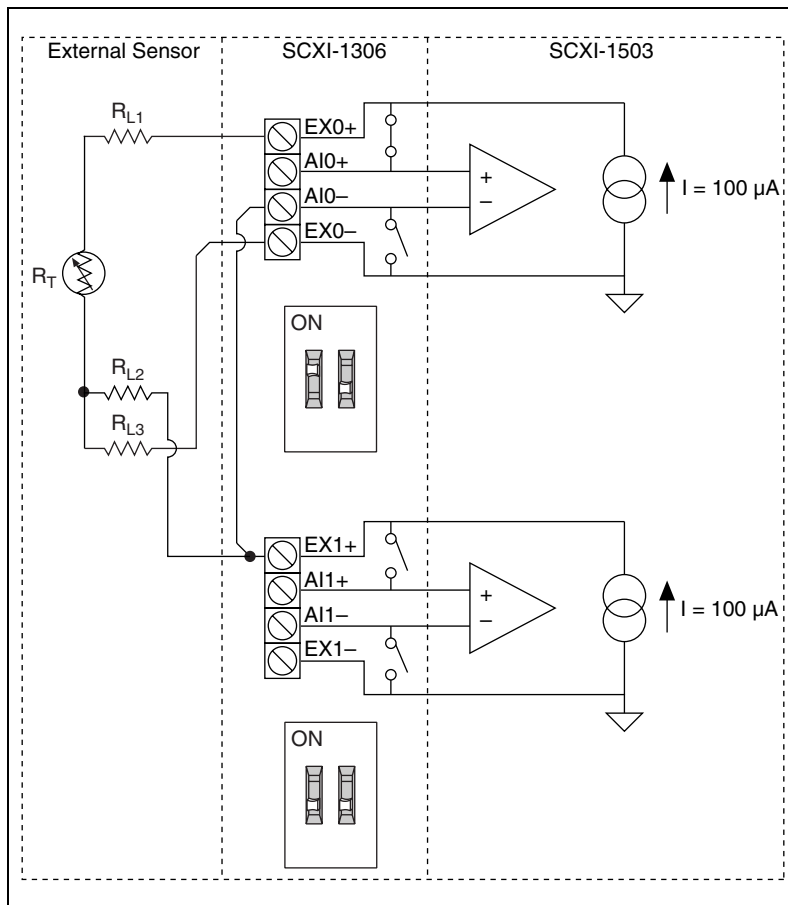 External Sensor
SCXI-1306
SCXI-1503
RL1
EX0+
AI0+
AI0–
EX0–
+
–
I = 100 µA
RT
ON
RL2
RL3
EX1+
AI1+
AI1–
EX1–
+
–
I = 100 µA
ON